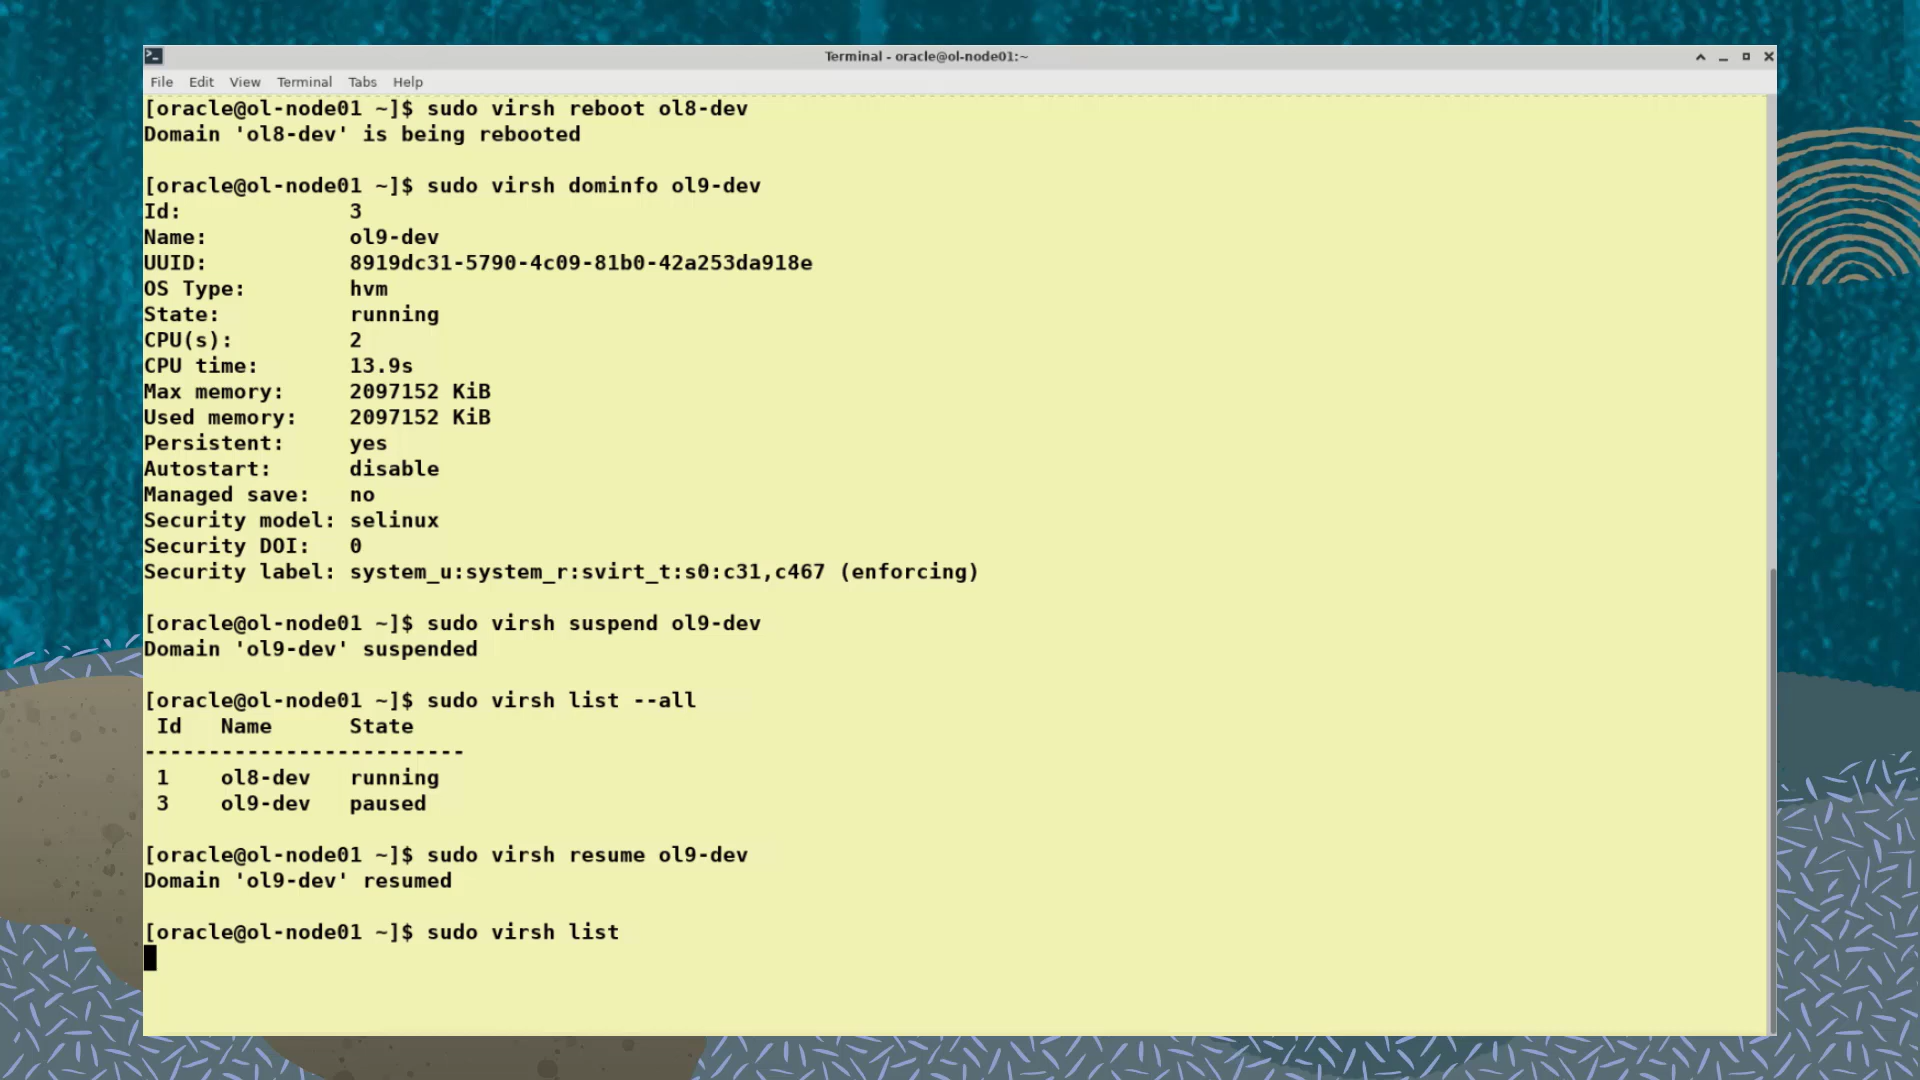 Terminal - oracle@ol-node01:~
File Edit View Terminal Tabs Help
[oracle@ol-node01 ~]$ sudo virsh reboot ol8-dev
Domain 'ol8-dev' is being rebooted
[oracle@ol-node01 ~]$ sudo virsh dominfo ol9-dev
Id:             3
Name:           ol9-dev
UUID:           8919dc31-5790-4c09-81b0-42a253da918e
OS Type:        hvm
State:          running
CPU(s):         2
CPU time:       13.9s
Max memory:     2097152 KiB
Used memory:    2097152 KiB
Persistent:     yes
Autostart:      disable
Managed save:   no
Security model: selinux
Security DOI:   0
Security label: system_u:system_r:svirt_t:s0:c31,c467 (enforcing)
[oracle@ol-node01 ~]$ sudo virsh suspend ol9-dev
Domain 'ol9-dev' suspended
[oracle@ol-node01 ~]$ sudo virsh list --all
 Id   Name      State
-------------------------
 1    ol8-dev   running
 3    ol9-dev   paused
[oracle@ol-node01 ~]$ sudo virsh resume ol9-dev
Domain 'ol9-dev' resumed
[oracle@ol-node01 ~]$ sudo virsh list